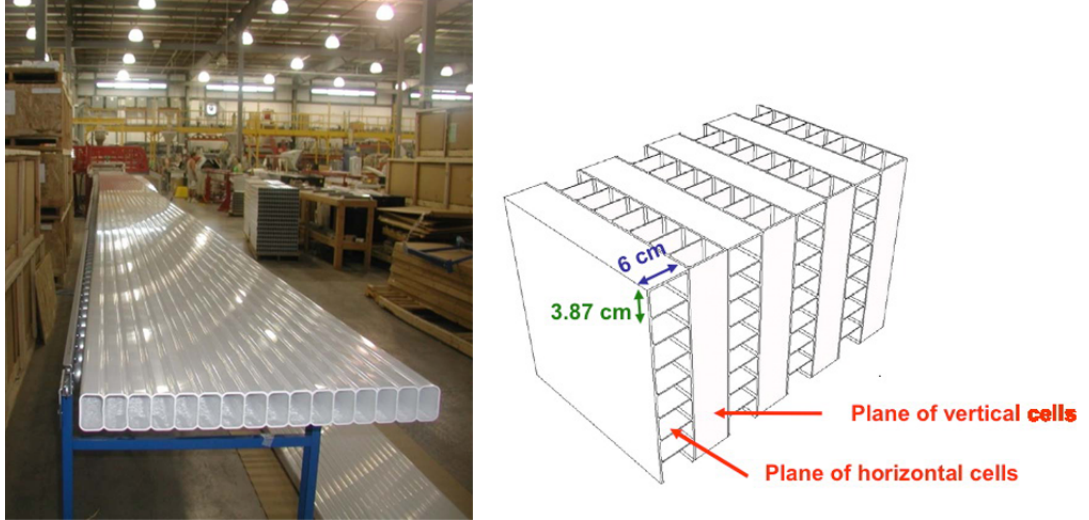 6 cm
3.87 cm
Plane of vertical cells
Plane of horizontal cells